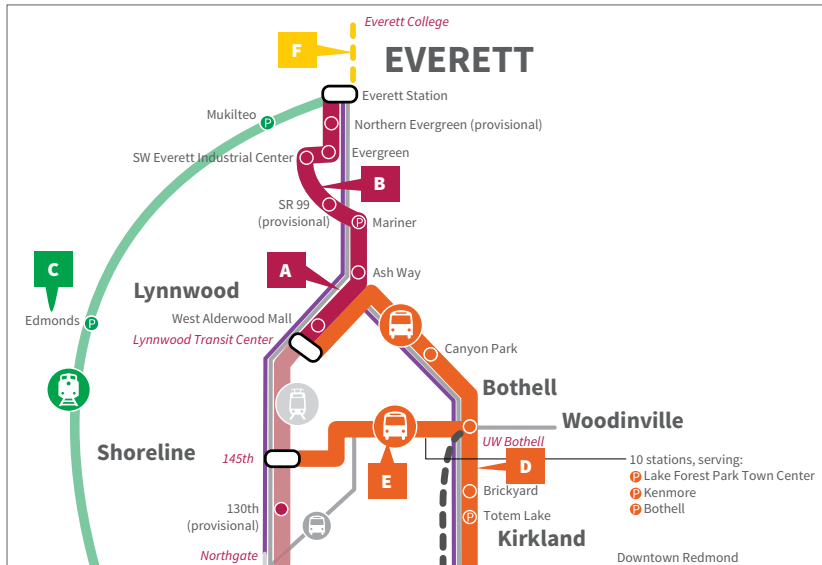 Everett College
F
EVERETT
Everett Station
Mukilteo
P
Northern Evergreen (provisional)
Evergreen
SW Everett Industrial Center
B
SR 99
(provisional)
P
Mariner
A
Ash Way
C
Lynnwood
Edmonds
P
West Alderwood Mall
Lynnwood Transit Center
Canyon Park
Bothell
Woodinville
UW Bothell
Shoreline
145th
E
D
10 stations, serving:
P Lake Forest Park Town Center
P Kenmore
P Bothell
Brickyard
P Totem Lake
130th
(provisional)
Kirkland
Northgate
Downtown Redmond